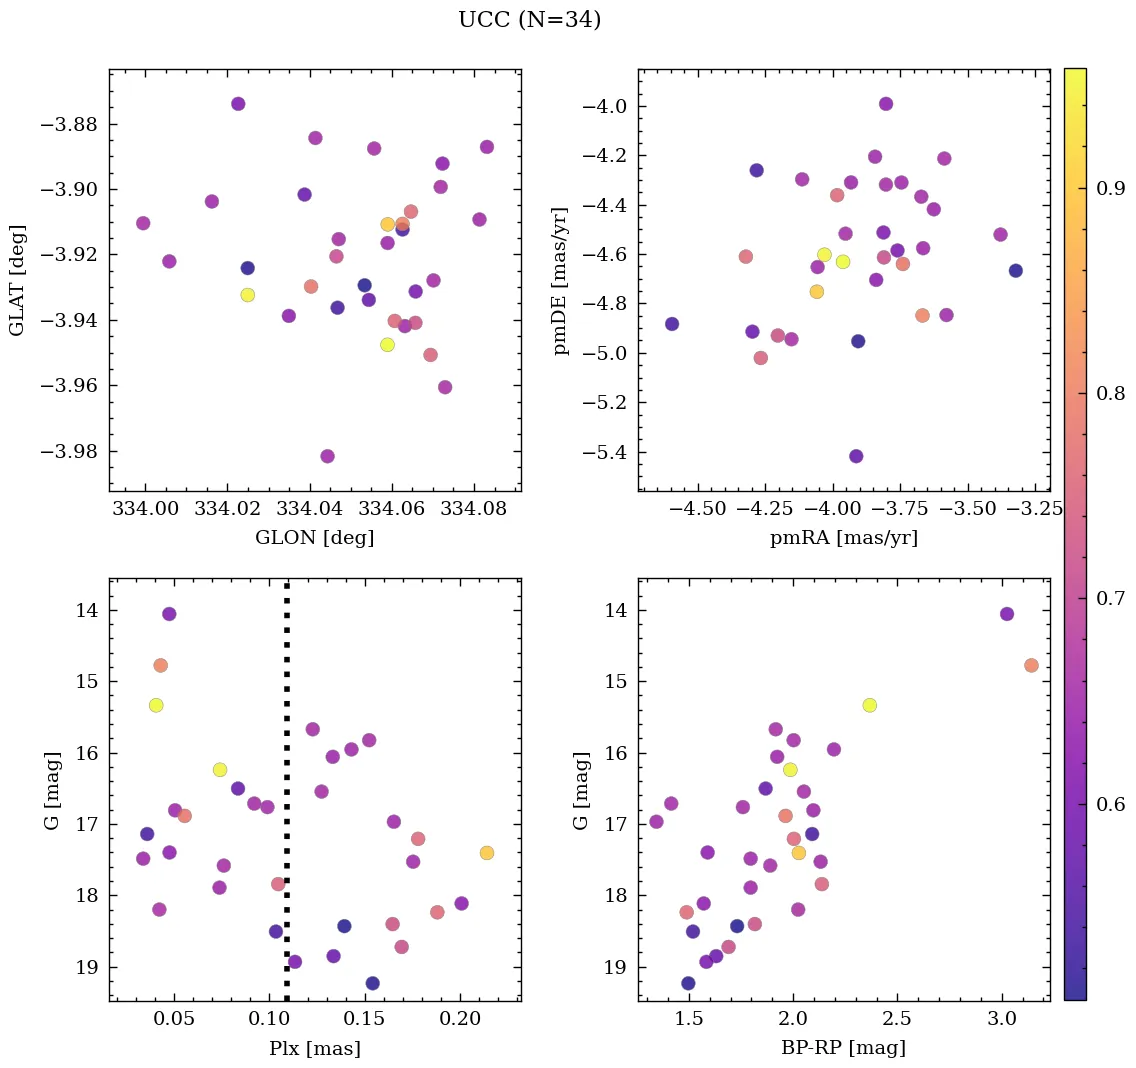 UCC (N=34)
−3.88
−3.90
−3.92
−3.94
−3.96
−3.98
GLAT [deg]
334.00 334.02 334.04 334.06 334.08
GLON [deg]
−4.0
−4.2
−4.4
−4.6
−4.8
−5.0
−5.2
−5.4
pmDE [mas/yr]
−4.50 −4.25 −4.00 −3.75 −3.50 −3.25
pmRA [mas/yr]
14
15
16
17
18
19
G [mag]
0.05 0.10 0.15 0.20
Plx [mas]
14
15
16
17
18
19
G [mag]
1.5 2.0 2.5 3.0
BP-RP [mag]
0.9
0.8
0.7
0.6